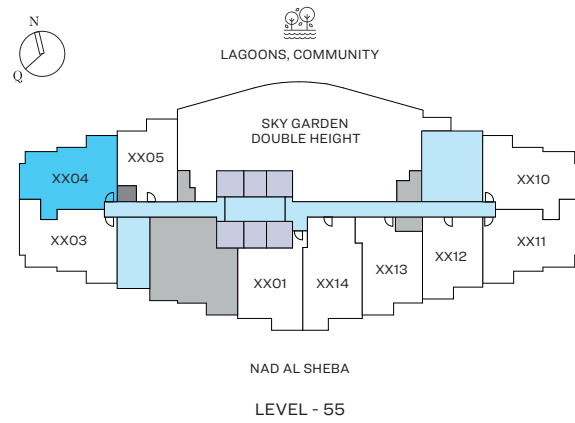 N
Q
LAGOONS, COMMUNITY
SKY GARDEN
DOUBLE HEIGHT
XX05
XX04
XX10
XX03
XX11
XX12
XX13
XX01
XX14
NAD AL SHEBA
LEVEL - 55